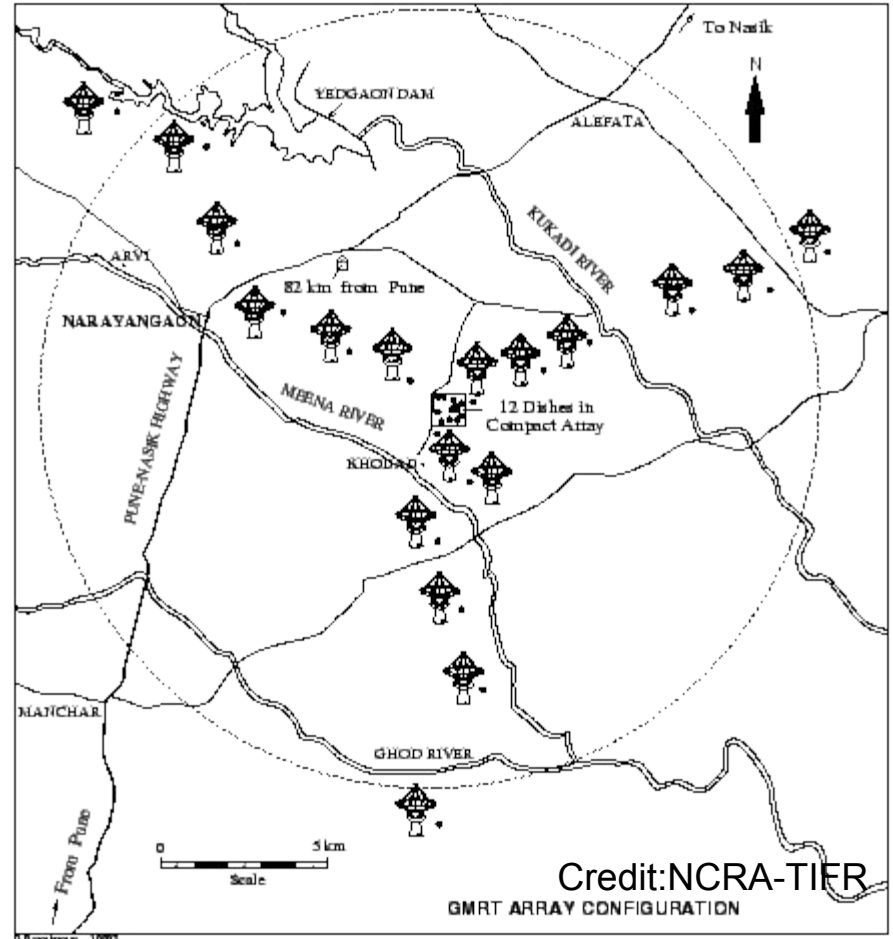 To Nasik
N
YEDGAON DAM
ALEFATA
KUKADI RIVER
ARVI
82 km from Pune
NARAYANGAON
MEENA RIVER
PUNE-NASIK HIGHWAY
12 Dishes in
Compact Array
KHODAD
MANCHAR
GHOD RIVER
From Pune
0 5 km
Scale
Credit:NCRA-TIFR
GMRT ARRAY CONFIGURATION